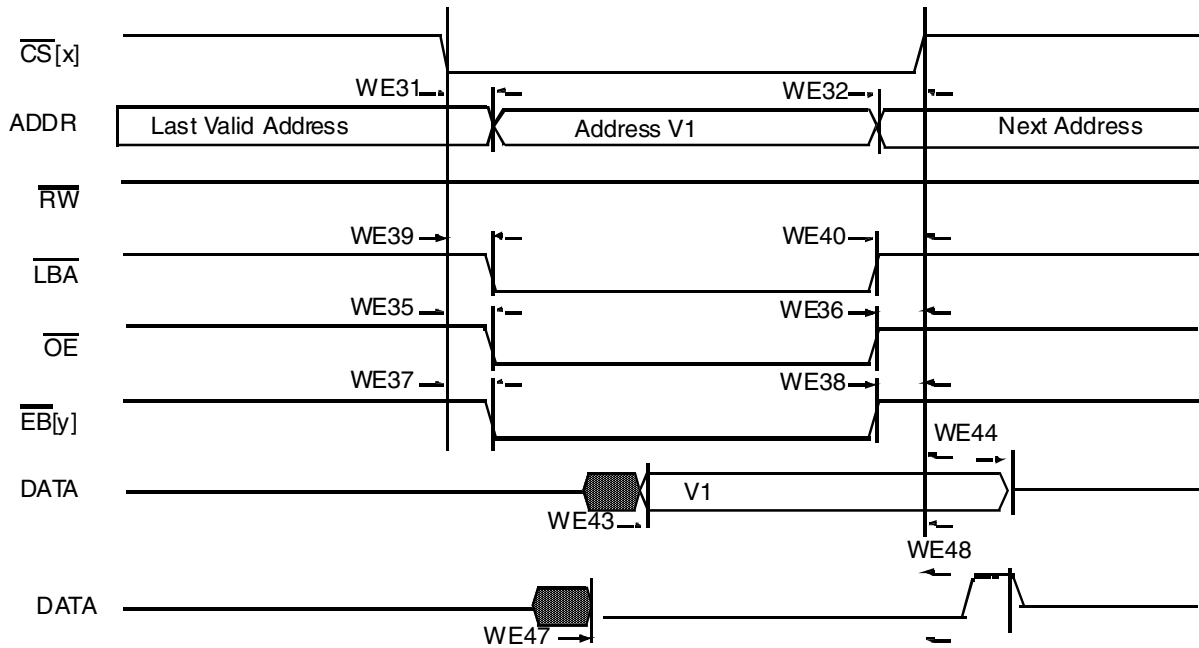 CS[x]
WE31
WE32
ADDR
Last Valid Address
Address V1
Next Address
RW
WE39
WE40
LBA
WE35
WE36
OE
WE37
WE38
EB[y]
WE44
DATA
V1
WE43
WE48
DATA
WE47